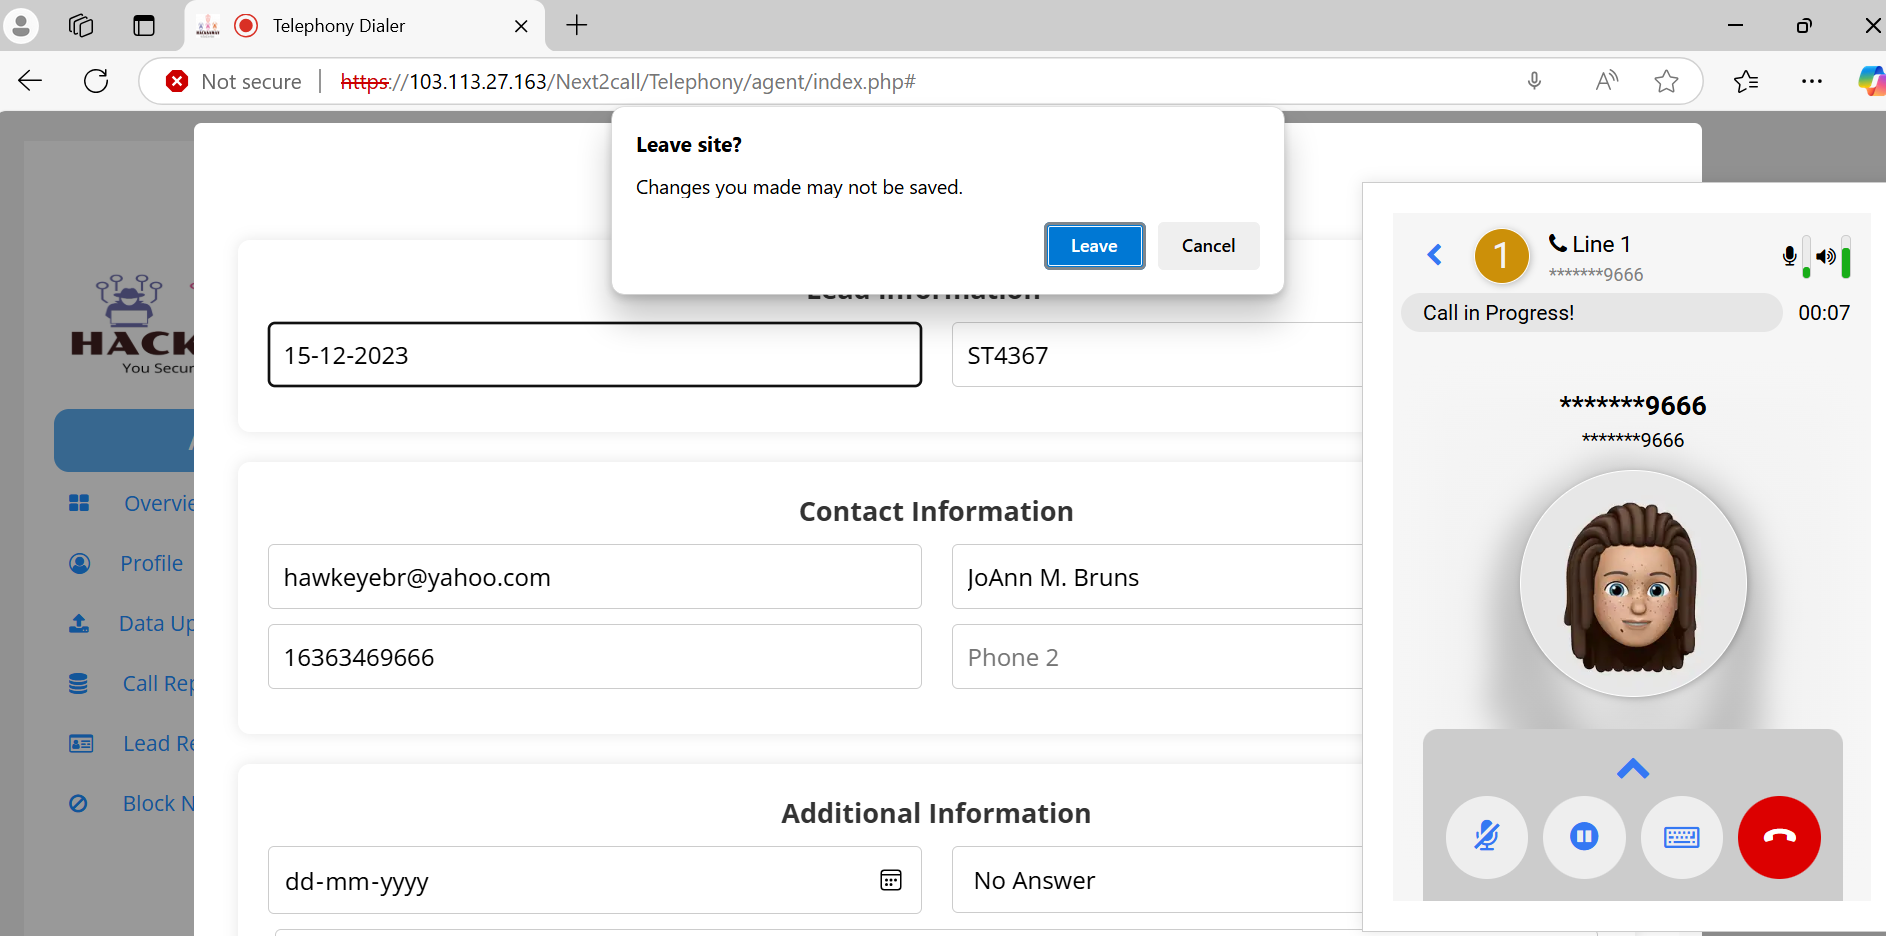 Telephony Dialer
Not secure
https://103.113.27.163/Next2call/Telephony/agent/index.php#
Leave site?
Changes you made may not be saved.
Leave
Cancel
Lead Information
15-12-2023
ST4367
HACK
You Secur
Overvie
Profile
Data Up
Call Rep
Lead Re
Block N
Contact Information
hawkeyebr@yahoo.com
JoAnn M. Bruns
16363469666
Phone 2
Additional Information
dd-mm-yyyy
No Answer
1
Line 1
*******9666
Call in Progress!
00:07
*******9666
*******9666